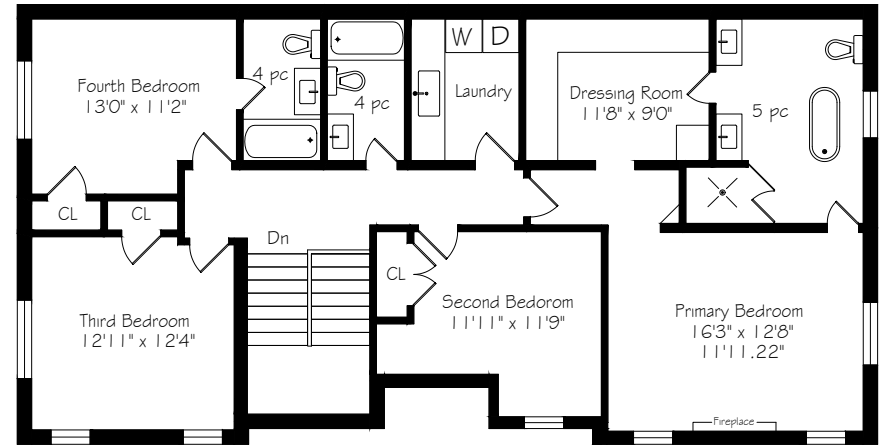 W D
Fourth Bedroom
13'0" x 11'2"
4 pc
4 pc
Laundry
Dressing Room
11'8" x 9'0"
5 pc
CL
CL
Dn
CL
Second Bedorom
11'11" x 11'9"
Third Bedroom
12'11" x 12'4"
Primary Bedroom
16'3" x 12'8"
11'11.22"
Fireplace